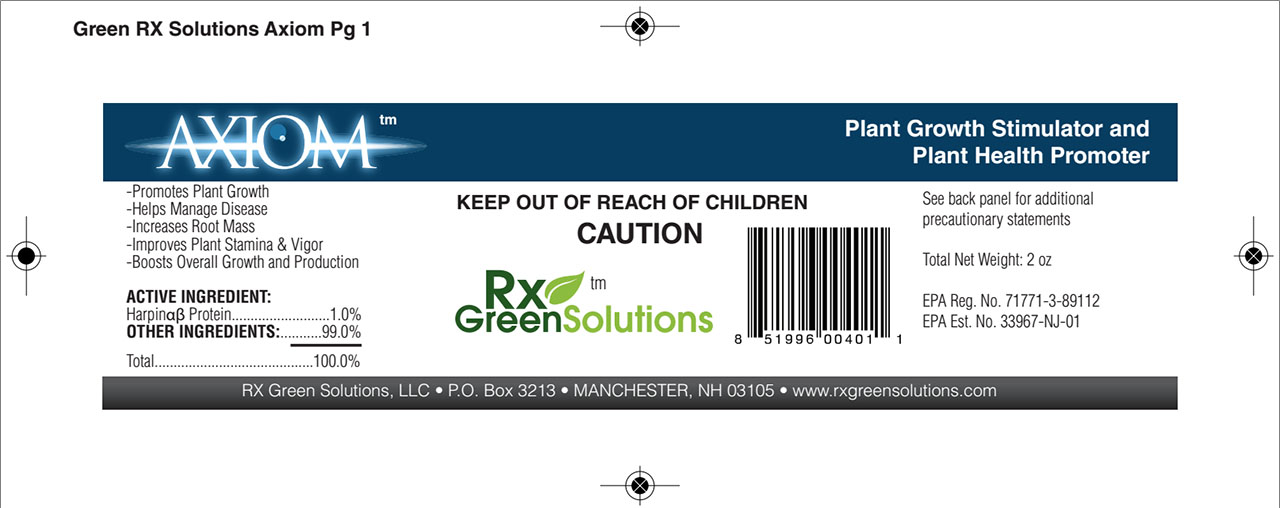 Green RX Solutions Axiom Pg 1
AXIOM tm
Plant Growth Stimulator and
Plant Health Promoter
-Promotes Plant Growth
-Helps Manage Disease
-Increases Root Mass
-Improves Plant Stamina & Vigor
-Boosts Overall Growth and Production
ACTIVE INGREDIENT:
Harpinαβ Protein..........................1.0%
OTHER INGREDIENTS:...........99.0%
Total..........................................100.0%
KEEP OUT OF REACH OF CHILDREN
CAUTION
Rx tm
GreenSolutions
8 51996 00401 1
See back panel for additional
precautionary statements
Total Net Weight: 2 oz
EPA Reg. No. 71771-3-89112
EPA Est. No. 33967-NJ-01
RX Green Solutions, LLC • P.O. Box 3213 • MANCHESTER, NH 03105 • www.rxgreensolutions.com